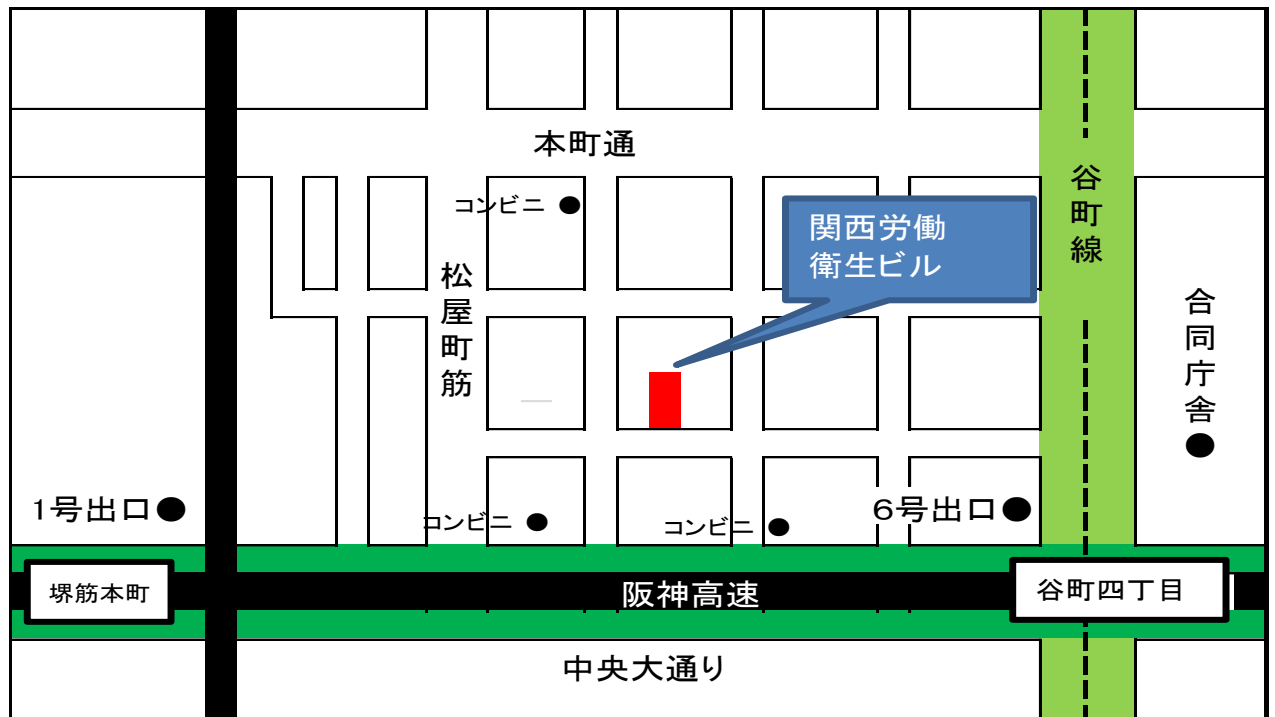 本町通
谷町線
コンビニ
関西労働
衛生ビル
松屋町筋
合同庁舎
1号出口
6号出口
コンビニ
コンビニ
堺筋本町
阪神高速
谷町四丁目
中央大通り